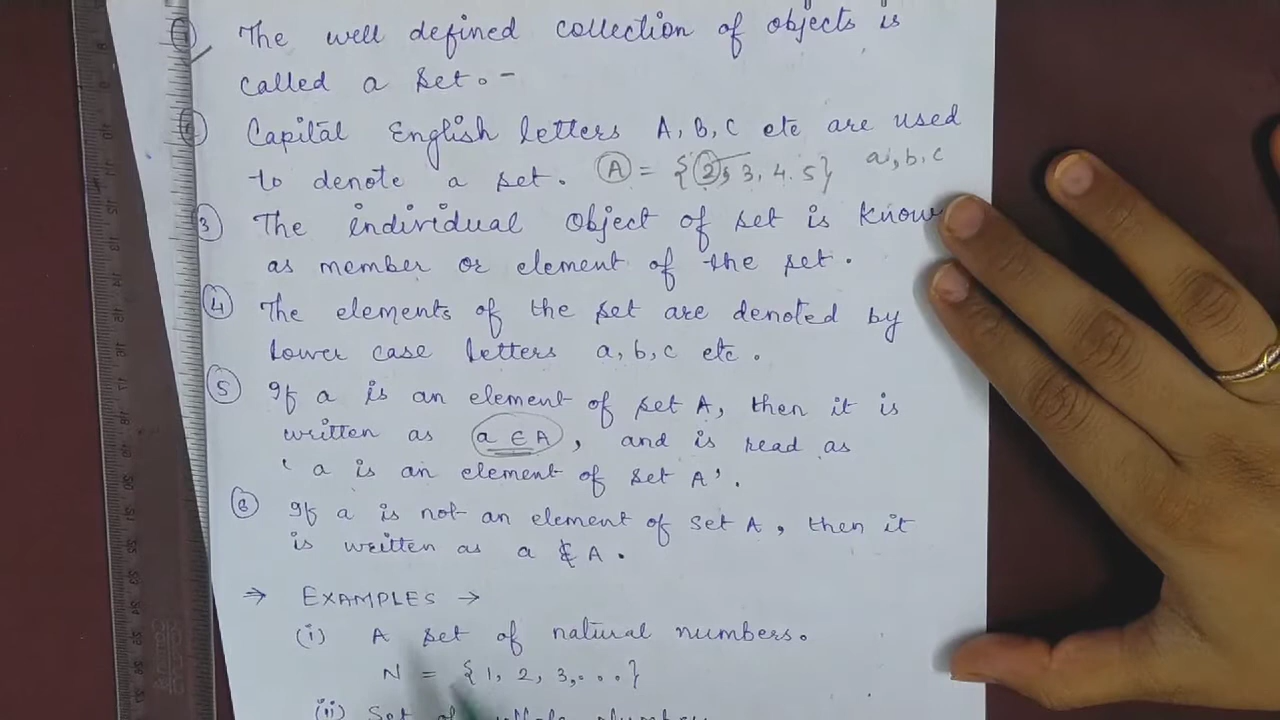 The well defined collection of objects is
called a set. -
Capital English letters A, B, C etc are used
to denote a set. A = {2, 3, 4. 5} a, b, c
3 The individual object of set is know
as member or element of the set.
4 The elements of the set are denoted by
lower case letters a, b, c etc.
5 If a is an element of set A, then it is
written as a ∈ A, and is read as
' a is an element of set A'.
If a is not an element of set A, then it
is written as a ∉ A.
⇒ EXAMPLES →
(i) A set of natural numbers.
N = {1, 2, 3, . . . }
(ii) Set of